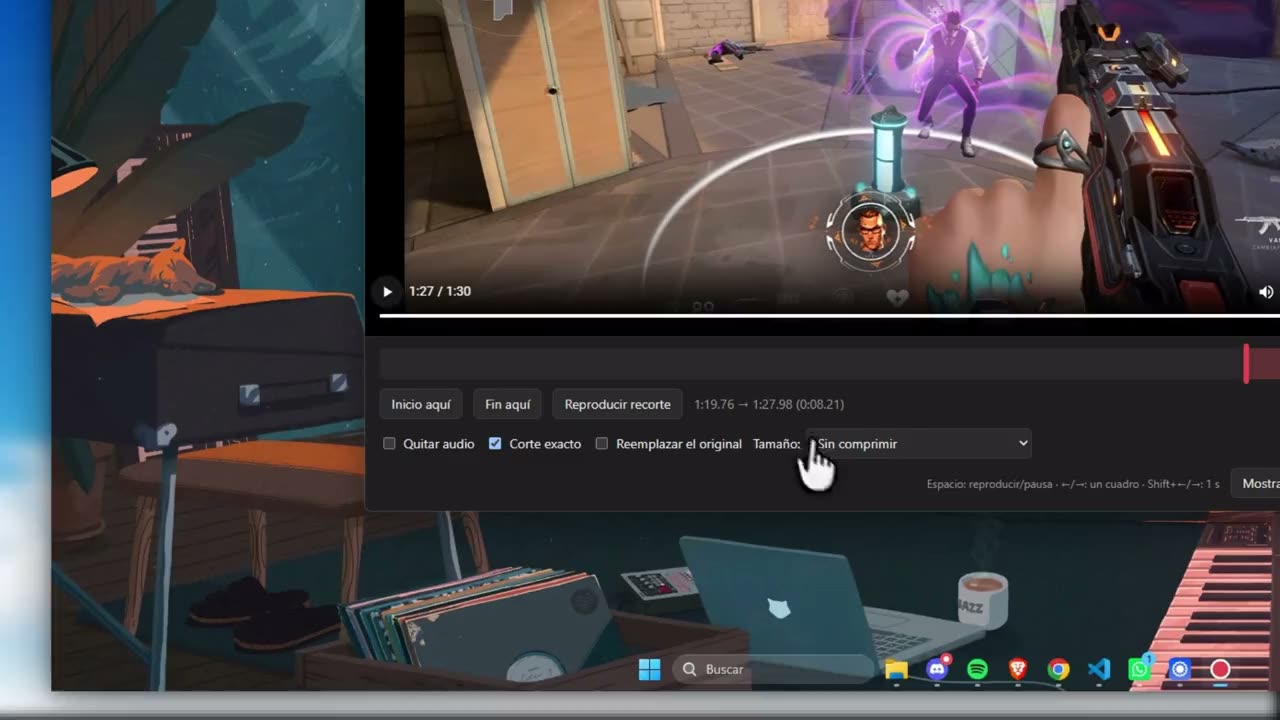 1:27 / 1:30
Inicio aquí
Fin aquí
Reproducir recorte
1:19.76 → 1:27.98 (0:08.21)
Quitar audio
Corte exacto
Reemplazar el original
Tamaño:
Sin comprimir
Espacio: reproducir/pausa · ←/→: un cuadro · Shift+←/→: 1 s
Mostra
JAZZ
Buscar
1